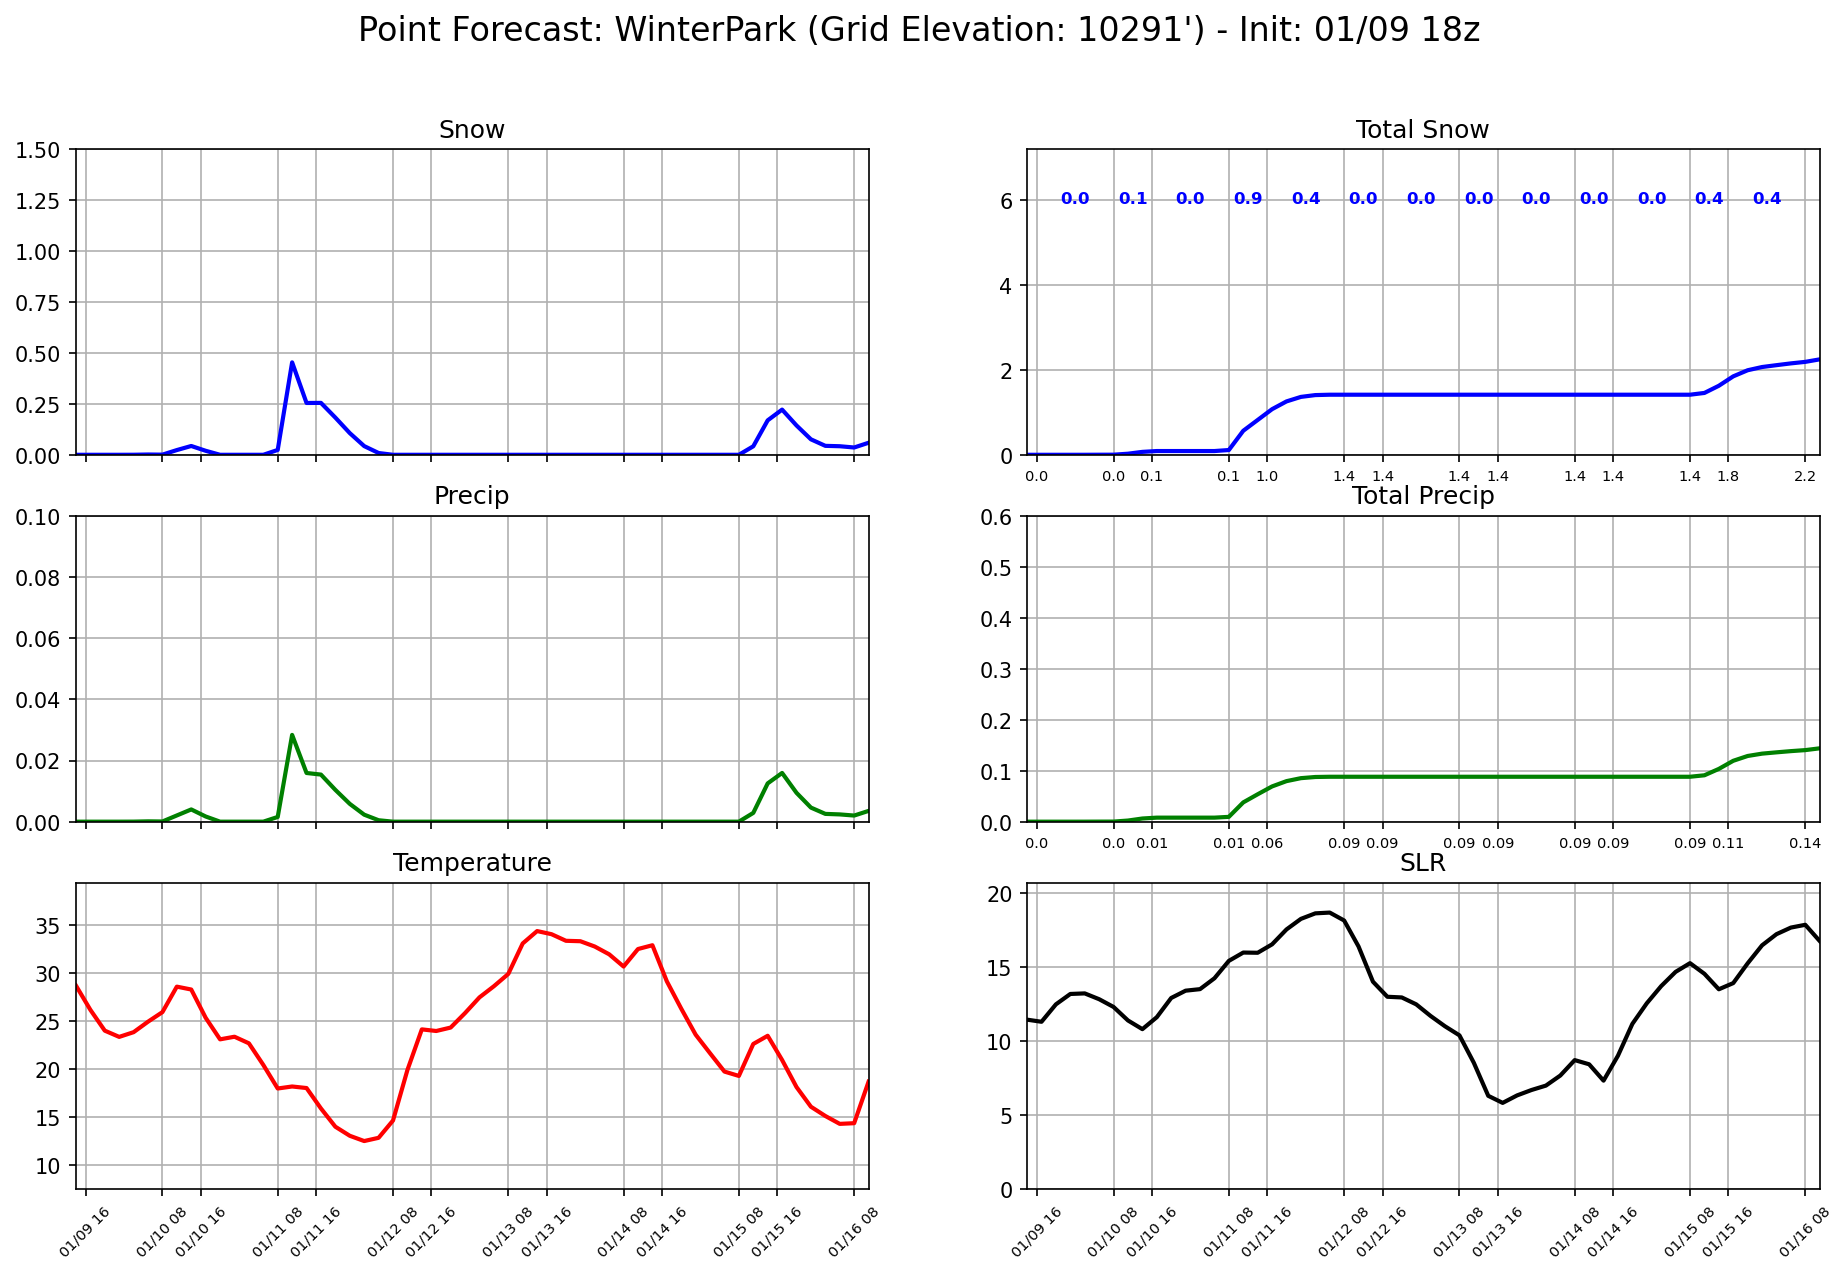 Point Forecast: WinterPark (Grid Elevation: 10291') - Init: 01/09 18z
Snow
1.50
1.25
1.00
0.75
0.50
0.25
0.00
Total Snow
6
4
2
0
0.0 0.1 0.0 0.9 0.4 0.0 0.0 0.0 0.0 0.0 0.0 0.4 0.4
0.0 0.0 0.1 0.1 1.0 1.4 1.4 1.4 1.4 1.4 1.4 1.4 1.8 2.2
Precip
0.10
0.08
0.06
0.04
0.02
0.00
Total Precip
0.6
0.5
0.4
0.3
0.2
0.1
0.0
0.0 0.0 0.01 0.01 0.06 0.09 0.09 0.09 0.09 0.09 0.09 0.09 0.11 0.14
Temperature
35
30
25
20
15
10
01/09 16 01/10 08 01/10 16 01/11 08 01/11 16 01/12 08 01/12 16 01/13 08 01/13 16 01/14 08 01/14 16 01/15 08 01/15 16 01/16 08
SLR
20
15
10
5
0
01/09 16 01/10 08 01/10 16 01/11 08 01/11 16 01/12 08 01/12 16 01/13 08 01/13 16 01/14 08 01/14 16 01/15 08 01/15 16 01/16 08